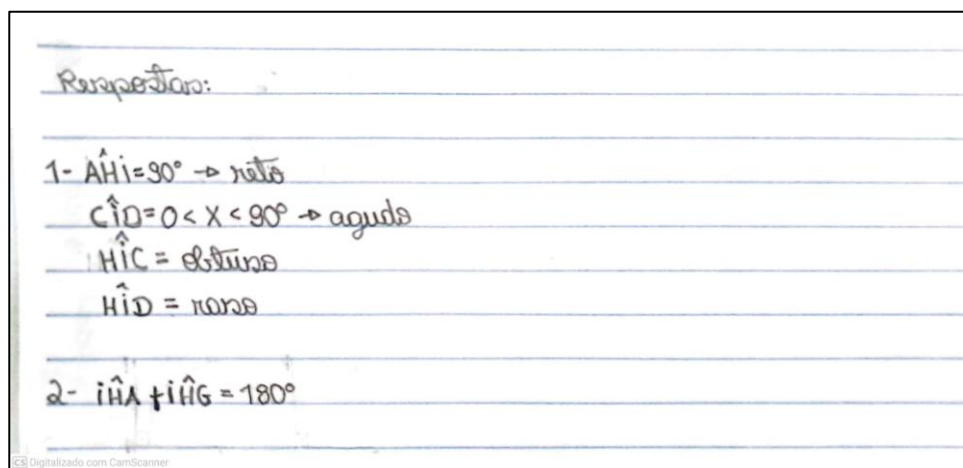 Respostas:
1- AĤi=90° → reto
CÎD=0<X<90° → agudo
HÎC = obtuso
HÎD = raso
2- iĤA + iĤG = 180°
CS Digitalizado com CamScanner